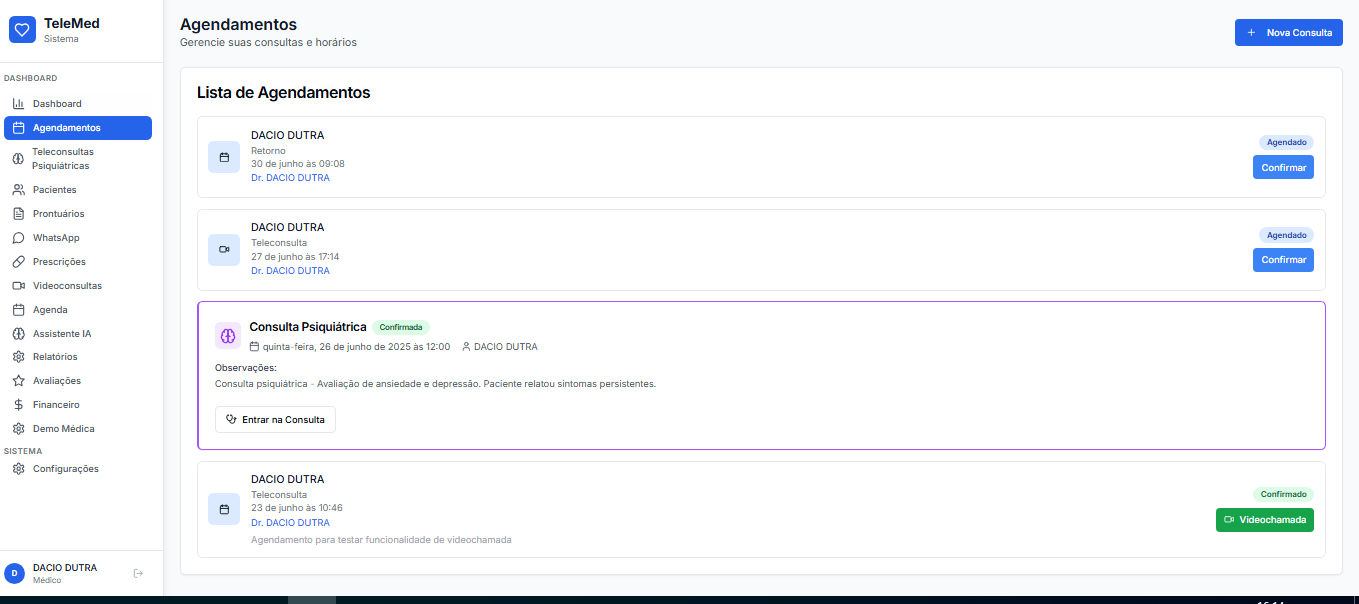 TeleMed
Sistema
DASHBOARD
Dashboard
Agendamentos
Teleconsultas
Psiquiátricas
Pacientes
Prontuários
WhatsApp
Prescrições
Videoconsultas
Agenda
Assistente IA
Relatórios
Avaliações
Financeiro
Demo Médica
SISTEMA
Configurações
D
DACIO DUTRA
Médico
Agendamentos
Gerencie suas consultas e horários
+ Nova Consulta
Lista de Agendamentos
DACIO DUTRA
Retorno
30 de junho às 09:08
Dr. DACIO DUTRA
Agendado
Confirmar
DACIO DUTRA
Teleconsulta
27 de junho às 17:14
Dr. DACIO DUTRA
Agendado
Confirmar
Consulta Psiquiátrica Confirmada
quinta-feira, 26 de junho de 2025 às 12:00 DACIO DUTRA
Observações:
Consulta psiquiátrica - Avaliação de ansiedade e depressão. Paciente relatou sintomas persistentes.
Entrar na Consulta
DACIO DUTRA
Teleconsulta
23 de junho às 10:46
Dr. DACIO DUTRA
Agendamento para testar funcionalidade de videochamada
Confirmado
Videochamada